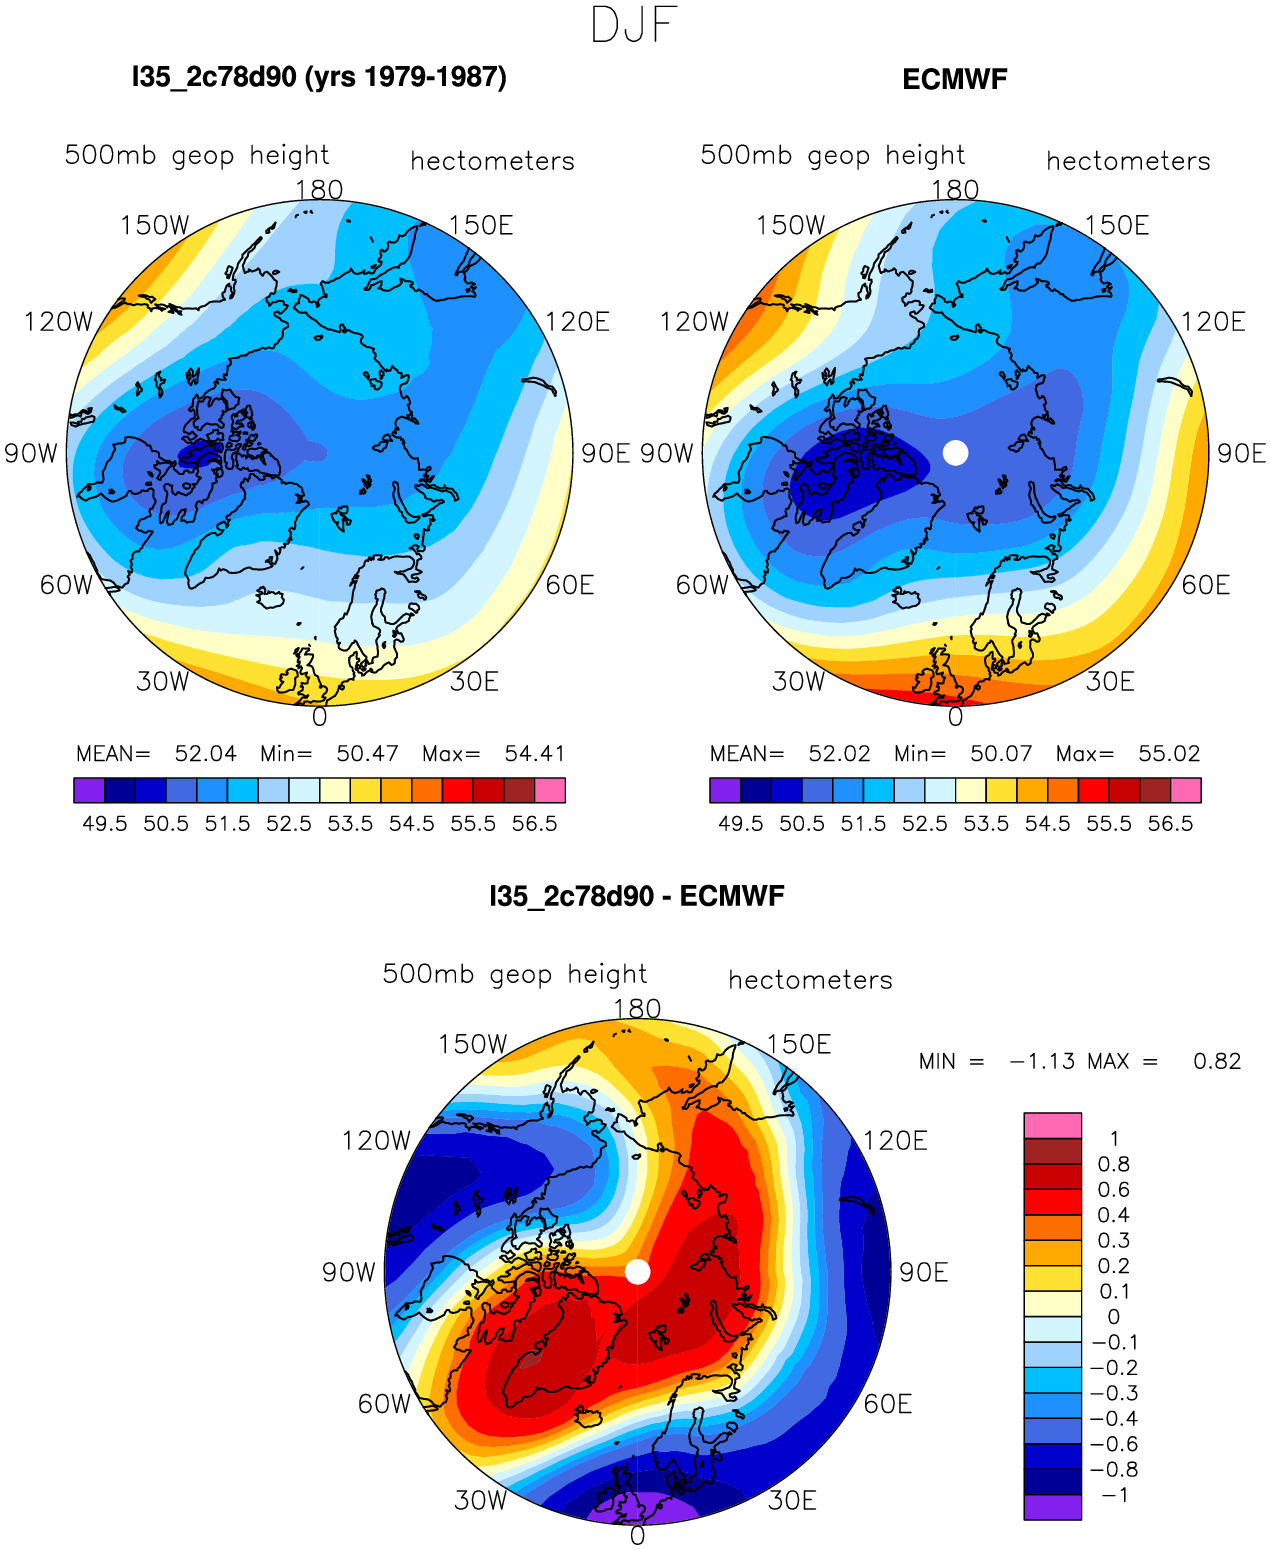 DJF
l35_2c78d90 (yrs 1979-1987)
ECMWF
500mb geop height hectometers
500mb geop height hectometers
180
150W 150E
120W 120E
90W 90E
60W 60E
30W 30E
0
180
150W 150E
120W 120E
90W 90E
60W 60E
30W 30E
0
MEAN= 52.04 Min= 50.47 Max= 54.41
49.5 50.5 51.5 52.5 53.5 54.5 55.5 56.5
MEAN= 52.02 Min= 50.07 Max= 55.02
49.5 50.5 51.5 52.5 53.5 54.5 55.5 56.5
l35_2c78d90 - ECMWF
500mb geop height hectometers
180
150W 150E
120W 120E
90W 90E
60W 60E
30W 30E
0
MIN = -1.13 MAX = 0.82
1
0.8
0.6
0.4
0.3
0.2
0.1
0
-0.1
-0.2
-0.3
-0.4
-0.6
-0.8
-1